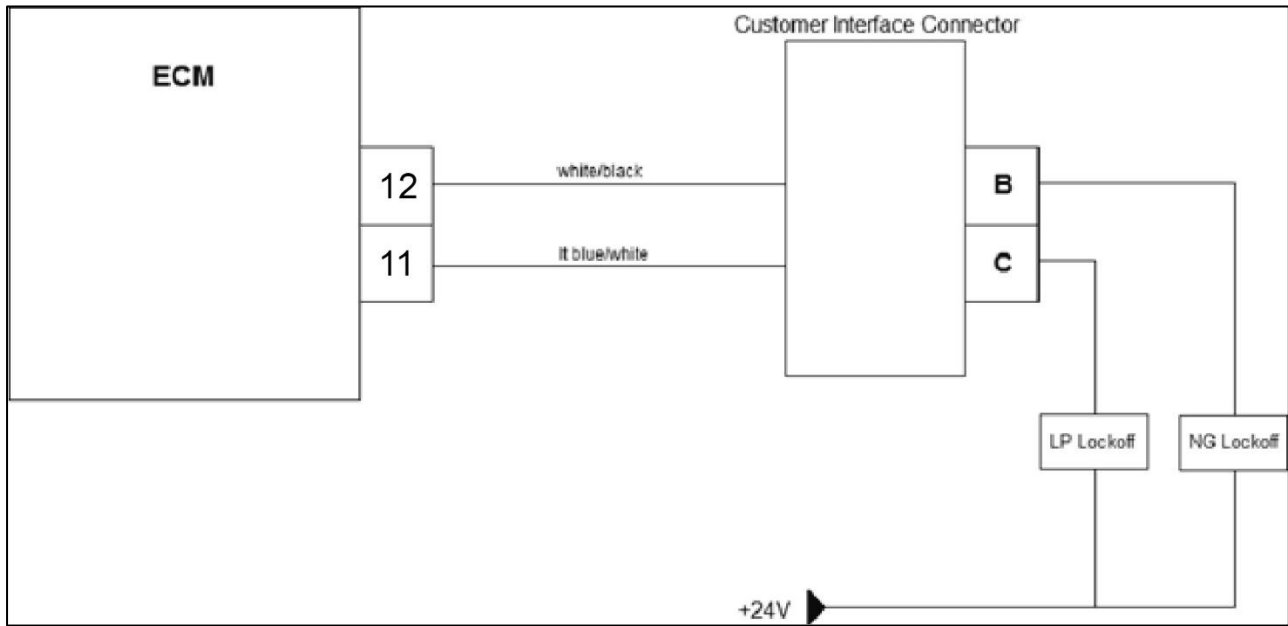 Customer Interface Connector
ECM
12
white/black
B
11
lt blue/white
C
LP Lockoff
NG Lockoff
+24V